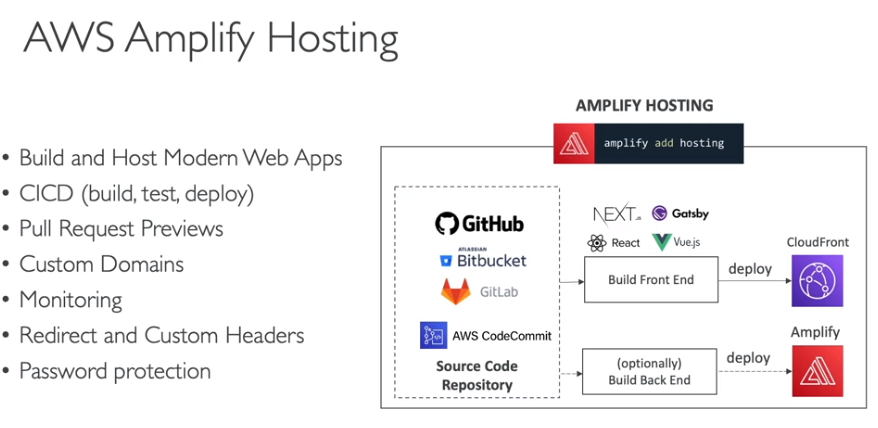 AWS Amplify Hosting
• Build and Host Modern Web Apps
• CICD (build, test, deploy)
• Pull Request Previews
• Custom Domains
• Monitoring
• Redirect and Custom Headers
• Password protection
AMPLIFY HOSTING
amplify add hosting
GitHub
ATLASSIAN
Bitbucket
GitLab
AWS CodeCommit
Source Code
Repository
NEXT.JS
Gatsby
React
Vue.js
Build Front End
deploy
CloudFront
(optionally)
Build Back End
deploy
Amplify